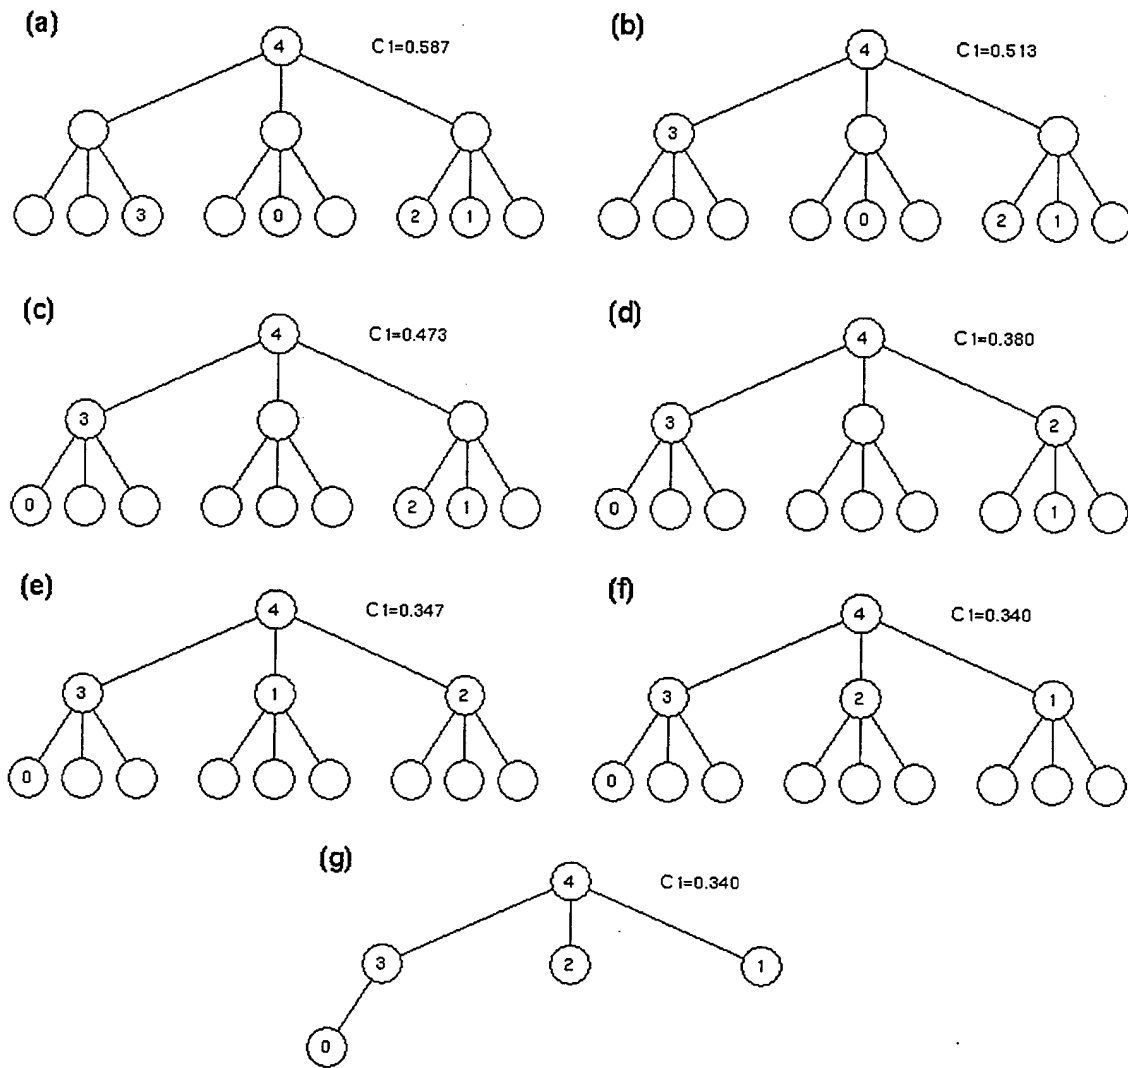 (a) 4 C1=0.587
3 0 2 1
(b) 4 C1=0.513
3
0 2 1
(c) 4 C1=0.473
3
0 2 1
(d) 4 C1=0.380
3 2
0 1
(e) 4 C1=0.347
3 1 2
0
(f) 4 C1=0.340
3 2 1
0
(g) 4 C1=0.340
3 2 1
0